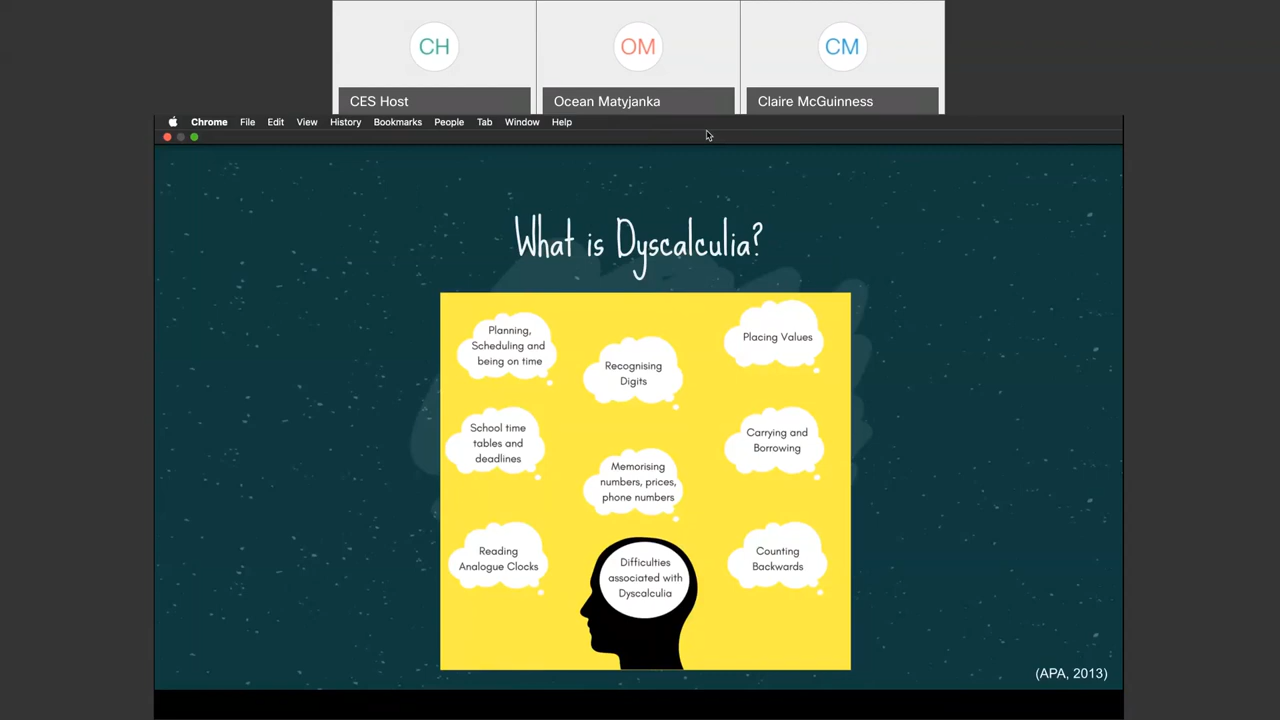 CH
OM
CM
CES Host
Ocean Matyjanka
Claire McGuinness
Chrome File Edit View History Bookmarks People Tab Window Help
What is Dyscalculia?
Planning,
Scheduling and
being on time
Recognising
Digits
Placing Values
School time
tables and
deadlines
Memorising
numbers, prices,
phone numbers
Carrying and
Borrowing
Reading
Analogue Clocks
Difficulties
associated with
Dyscalculia
Counting
Backwards
(APA, 2013)